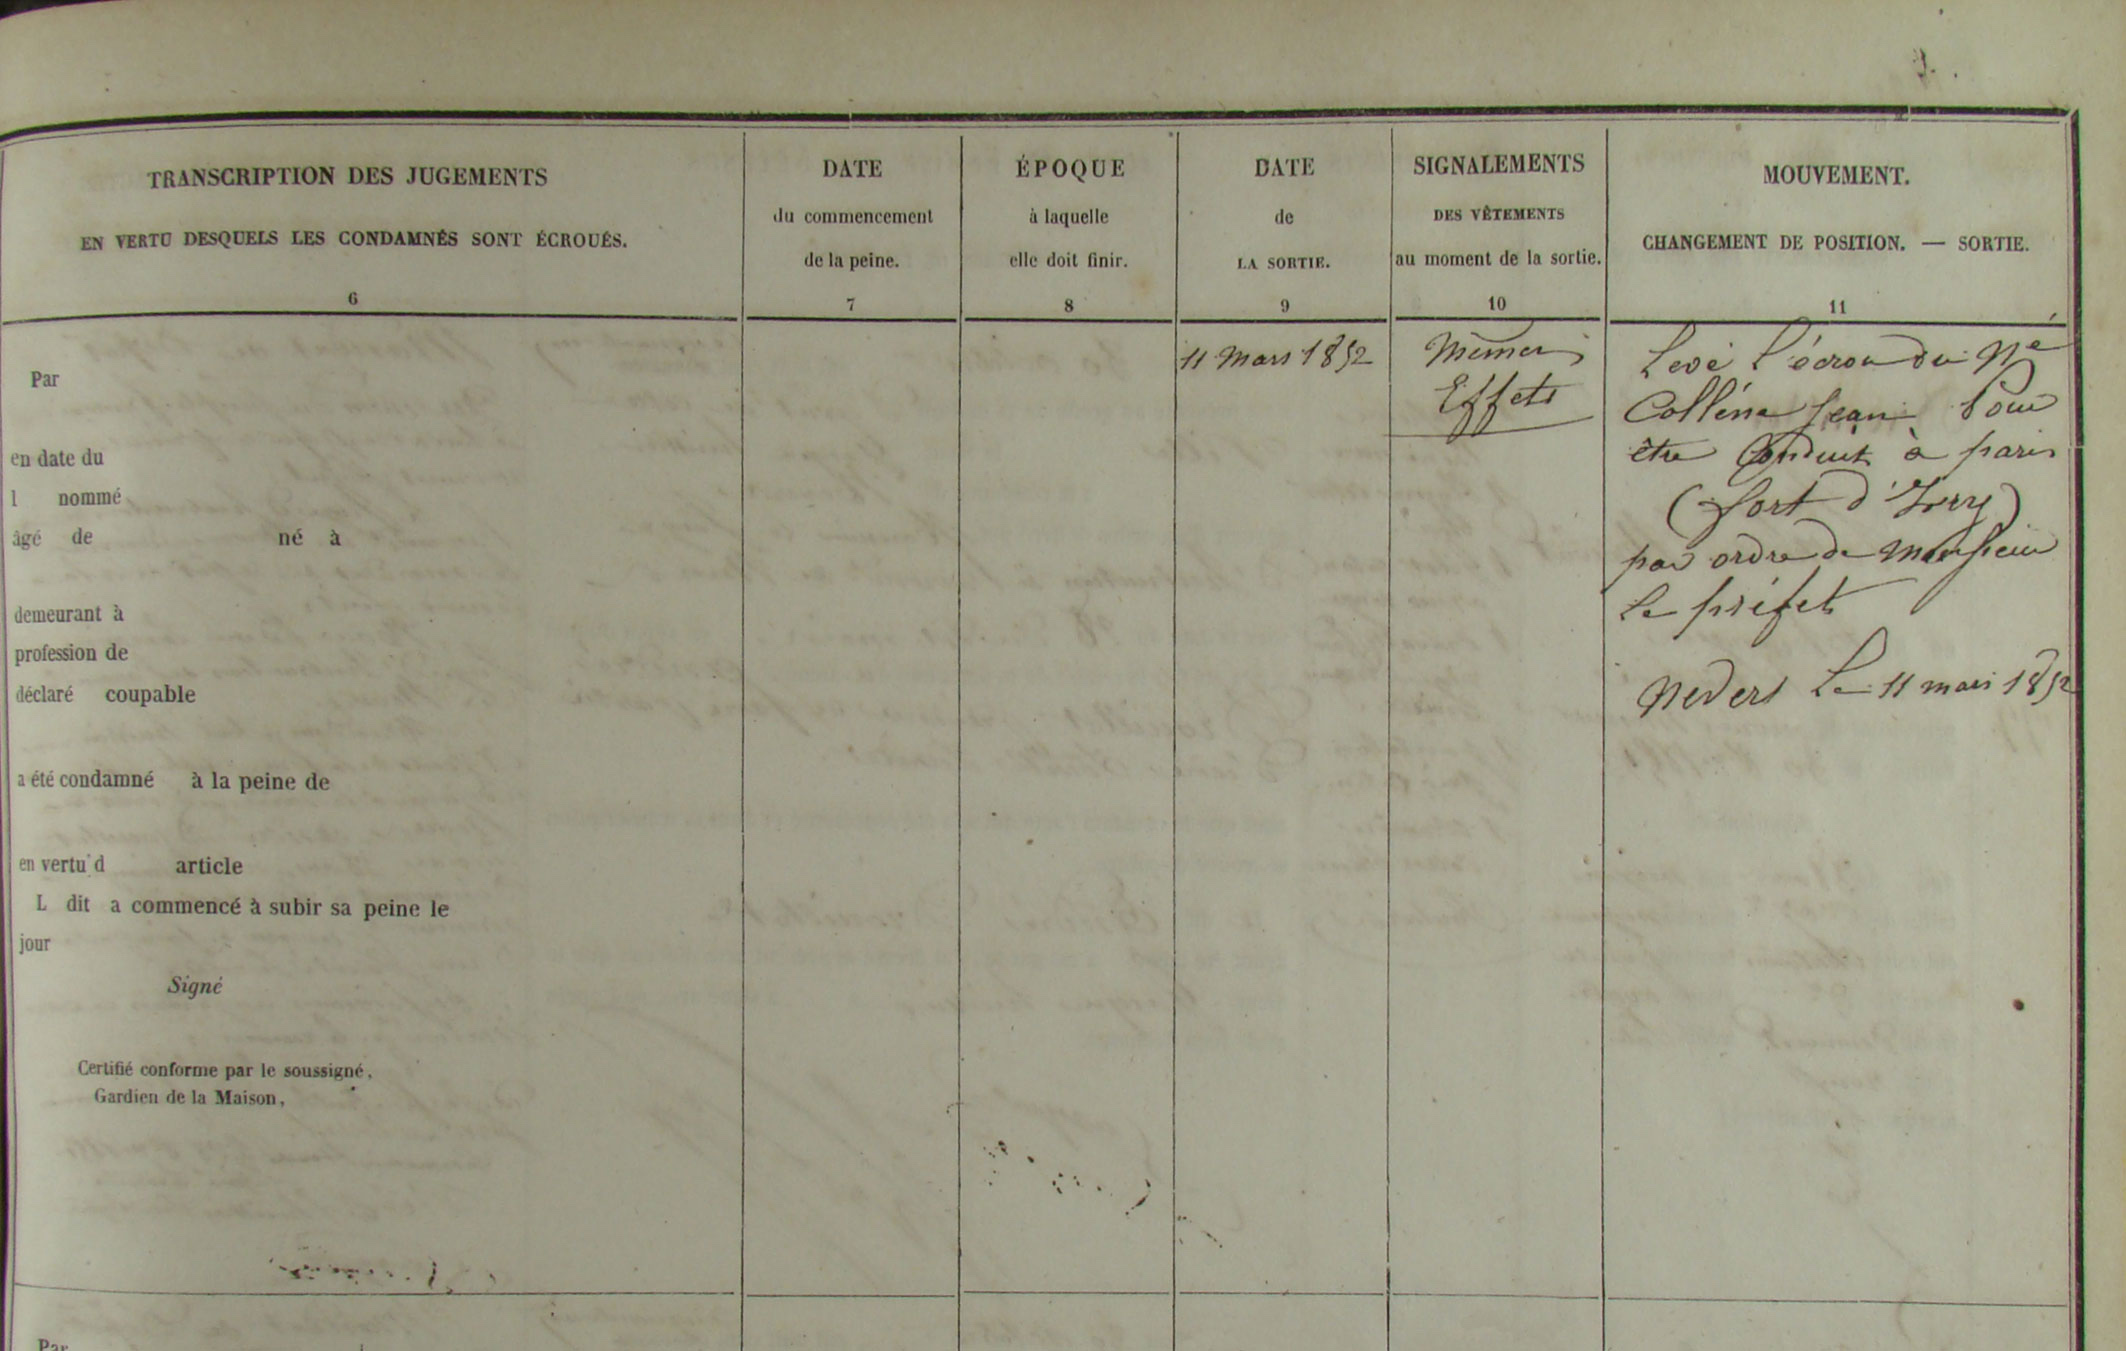 9.
TRANSCRIPTION DES JUGEMENTS
EN VERTU DESQUELS LES CONDAMNÉS SONT ÉCROUÉS.
6
DATE
du commencement
de la peine.
7
ÉPOQUE
à laquelle
elle doit finir.
8
DATE
de
LA SORTIE.
9
SIGNALEMENTS
DES VÊTEMENTS
au moment de la sortie.
10
MOUVEMENT.
CHANGEMENT DE POSITION. — SORTIE.
11
Par
en date du
l nommé
âgé de né à
demeurant à
profession de
déclaré coupable
a été condamné à la peine de
en vertu d article
L dit a commencé à subir sa peine le
jour
Signé
Certifié conforme par le soussigné,
Gardien de la Maison,
11 Mars 1852
Mêmes
Effets
Levé l'écrou du Né
Jean Pour
être Conduit à paris
(fort d'Ivry)
par ordre de Monsieur
Le préfet
Nevers Le 11 mars 1852
Par